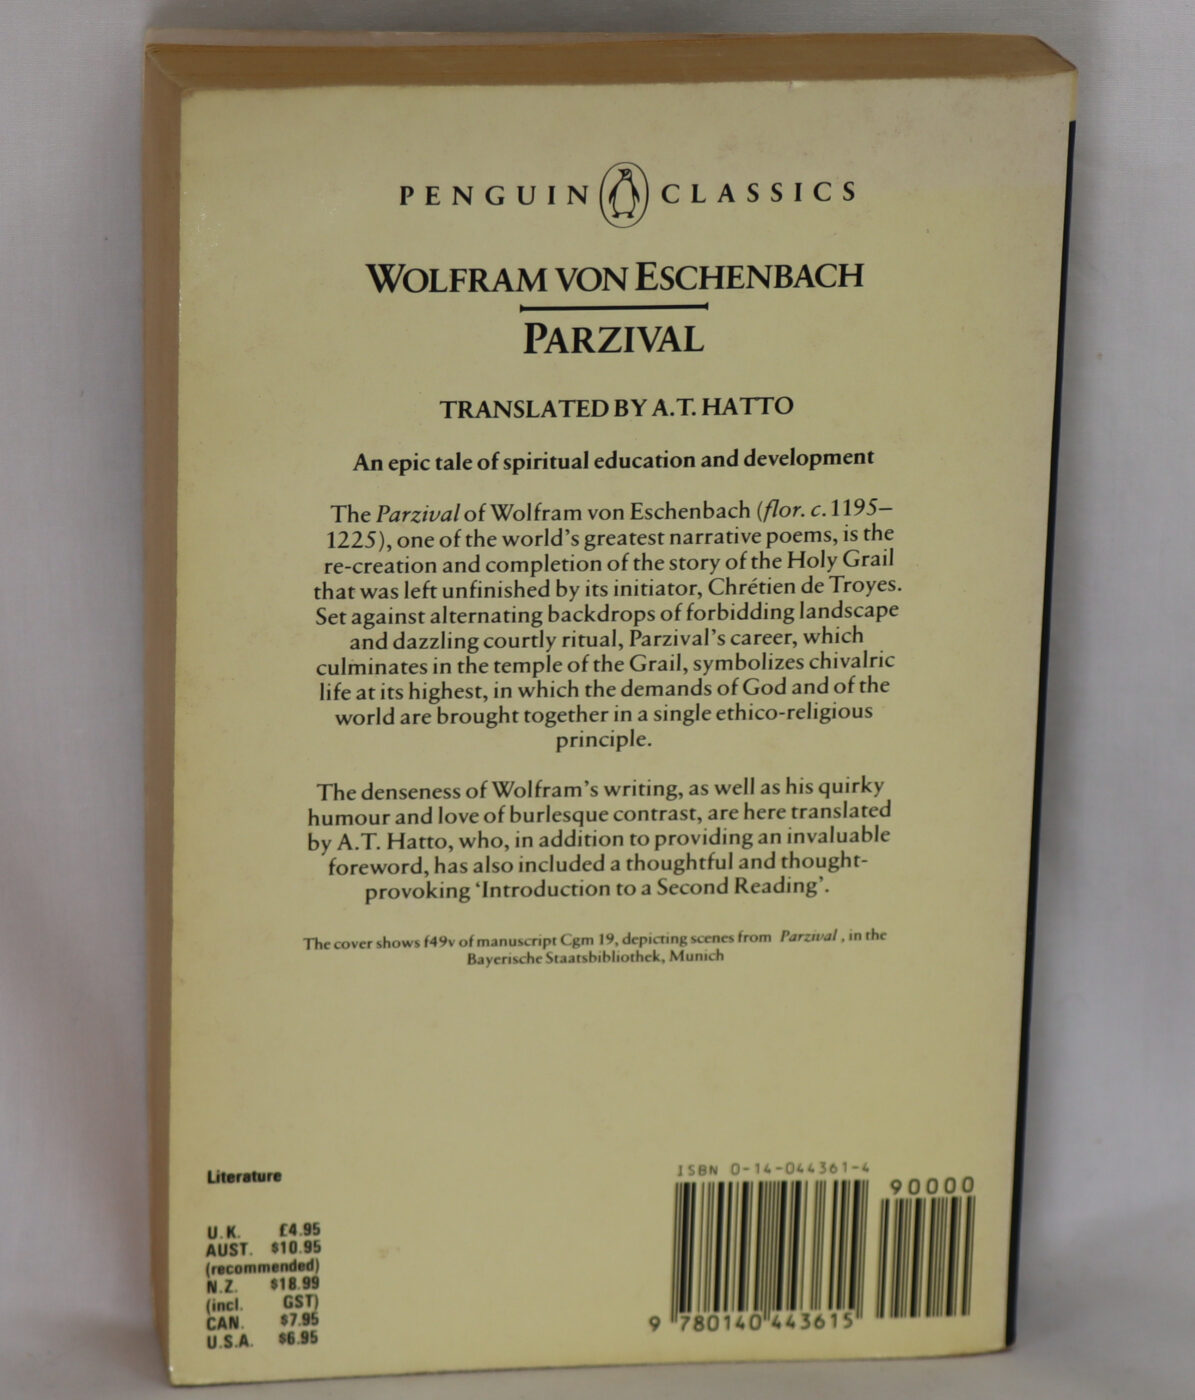 PENGUIN CLASSICS
WOLFRAM VON ESCHENBACH
PARZIVAL
TRANSLATED BY A.T. HATTO
An epic tale of spiritual education and development
The Parzival of Wolfram von Eschenbach (flor. c. 1195–
1225), one of the world's greatest narrative poems, is the
re-creation and completion of the story of the Holy Grail
that was left unfinished by its initiator, Chrétien de Troyes.
Set against alternating backdrops of forbidding landscape
and dazzling courtly ritual, Parzival's career, which
culminates in the temple of the Grail, symbolizes chivalric
life at its highest, in which the demands of God and of the
world are brought together in a single ethico-religious
principle.
The denseness of Wolfram's writing, as well as his quirky
humour and love of burlesque contrast, are here translated
by A.T. Hatto, who, in addition to providing an invaluable
foreword, has also included a thoughtful and thought-
provoking 'Introduction to a Second Reading'.
The cover shows f49v of manuscript Cgm 19, depicting scenes from Parzival, in the
Bayerische Staatsbibliothek, Munich
Literature
U.K. £4.95
AUST. $10.95
(recommended)
N.Z. $18.99
(incl. GST)
CAN. $7.95
U.S.A. $6.95
ISBN 0-14-044361-4
90000
9 780140 443615